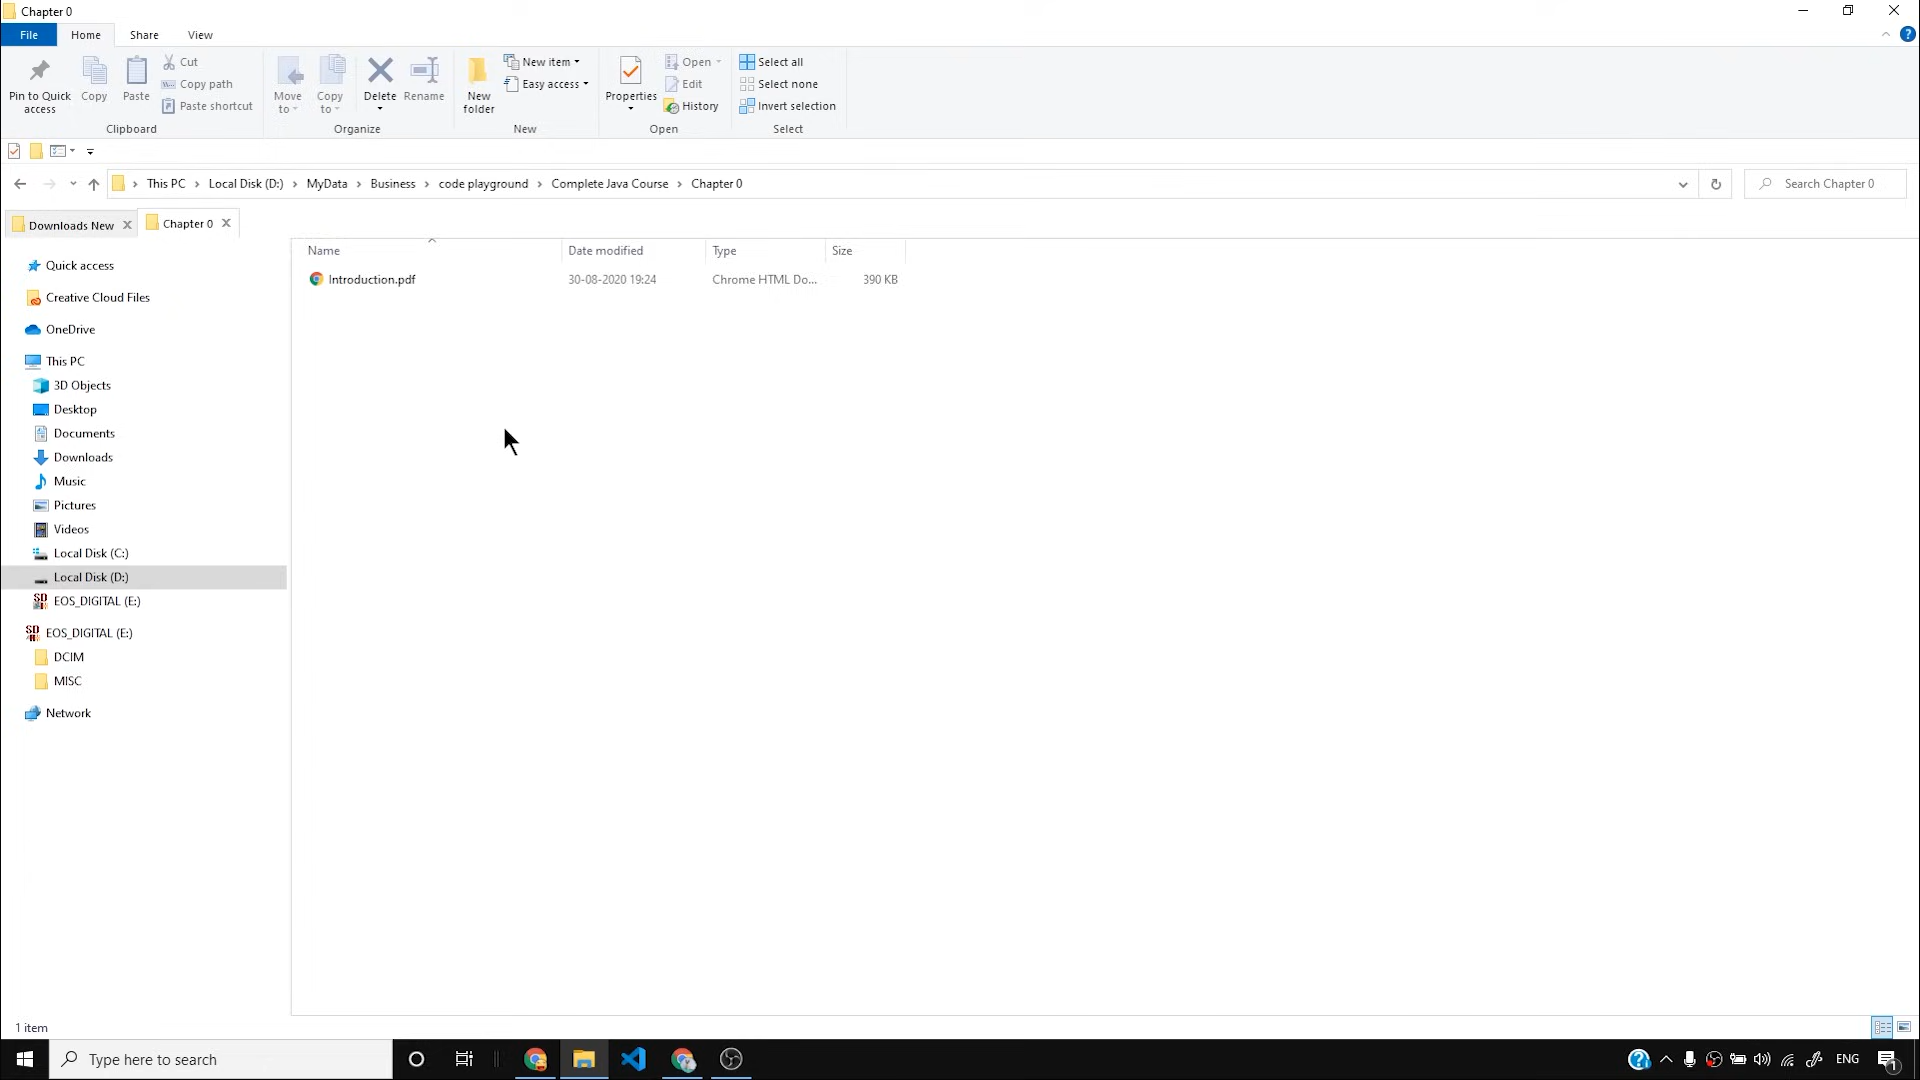 Chapter 0
File Home Share View
Pin to Quick access
Copy
Paste
Cut
Copy path
Paste shortcut
Clipboard
Move to
Copy to
Delete
Rename
Organize
New folder
New item
Easy access
New
Properties
Open
Edit
History
Open
Select all
Select none
Invert selection
Select
This PC › Local Disk (D:) › MyData › Business › code playground › Complete Java Course › Chapter 0
Search Chapter 0
Downloads New
Chapter 0
Name Date modified Type Size
Introduction.pdf 30-08-2020 19:24 Chrome HTML Do... 390 KB
Quick access
Creative Cloud Files
OneDrive
This PC
3D Objects
Desktop
Documents
Downloads
Music
Pictures
Videos
Local Disk (C:)
Local Disk (D:)
EOS_DIGITAL (E:)
EOS_DIGITAL (E:)
DCIM
MISC
Network
1 item
Type here to search
ENG
1